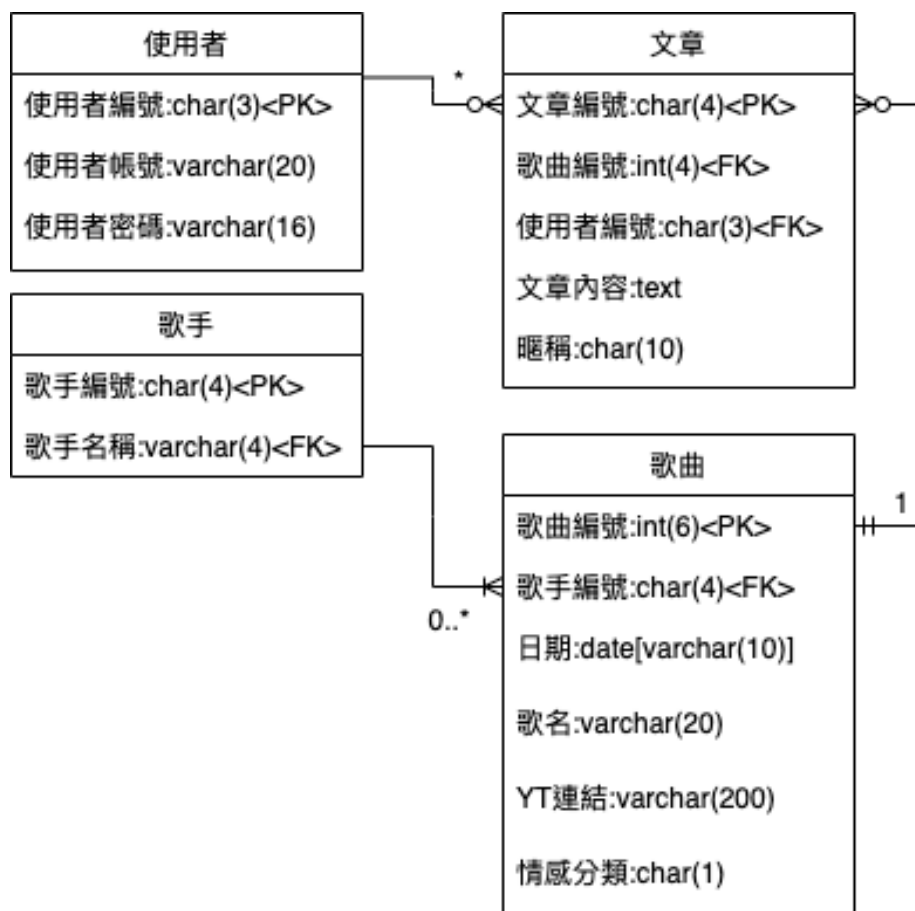 使用者
使用者編號:char(3)<PK>
使用者帳號:varchar(20)
使用者密碼:varchar(16)
*
文章
文章編號:char(4)<PK>
歌曲編號:int(4)<FK>
使用者編號:char(3)<FK>
文章內容:text
暱稱:char(10)
歌手
歌手編號:char(4)<PK>
歌手名稱:varchar(4)<FK>
0..*
歌曲
歌曲編號:int(6)<PK>
歌手編號:char(4)<FK>
日期:date[varchar(10)]
歌名:varchar(20)
YT連結:varchar(200)
情感分類:char(1)
1